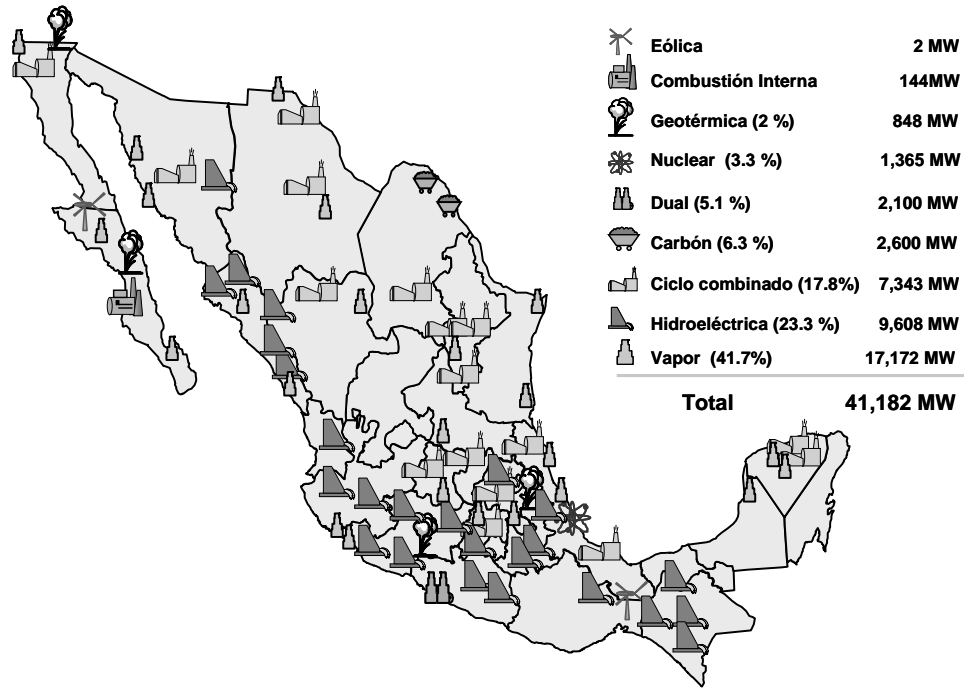 Eólica 2 MW
Combustión Interna 144MW
Geotérmica (2 %) 848 MW
Nuclear (3.3 %) 1,365 MW
Dual (5.1 %) 2,100 MW
Carbón (6.3 %) 2,600 MW
Ciclo combinado (17.8%) 7,343 MW
Hidroeléctrica (23.3 %) 9,608 MW
Vapor (41.7%) 17,172 MW
Total 41,182 MW